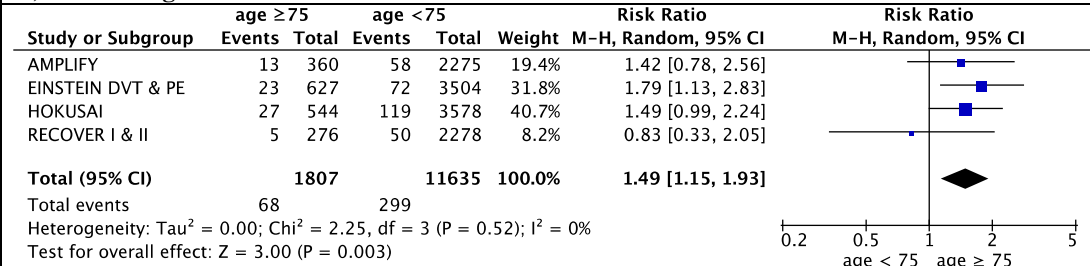 age ≥75 age <75 Risk Ratio Risk Ratio
Study or Subgroup Events Total Events Total Weight M-H, Random, 95% CI M-H, Random, 95% CI
AMPLIFY 13 360 58 2275 19.4% 1.42 [0.78, 2.56]
EINSTEIN DVT & PE 23 627 72 3504 31.8% 1.79 [1.13, 2.83]
HOKUSAI 27 544 119 3578 40.7% 1.49 [0.99, 2.24]
RECOVER I & II 5 276 50 2278 8.2% 0.83 [0.33, 2.05]
Total (95% CI) 1807 11635 100.0% 1.49 [1.15, 1.93]
Total events 68 299
Heterogeneity: Tau² = 0.00; Chi² = 2.25, df = 3 (P = 0.52); I² = 0%
Test for overall effect: Z = 3.00 (P = 0.003)
0.2 0.5 1 2 5
age < 75 age ≥ 75